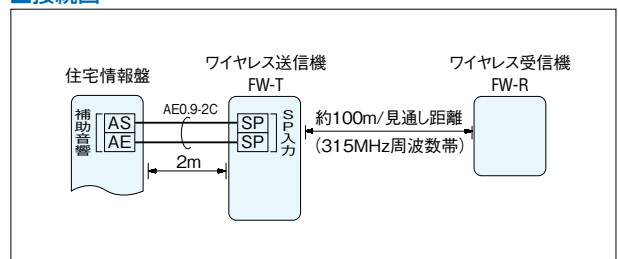 ■接続図
住宅情報盤
ワイヤレス送信機
FW-T
ワイヤレス受信機
FW-R
補助音響
AS
AE
AE0.9-2C
2m
SP
SP
SP入力
約100m/見通し距離
(315MHz周波数帯)